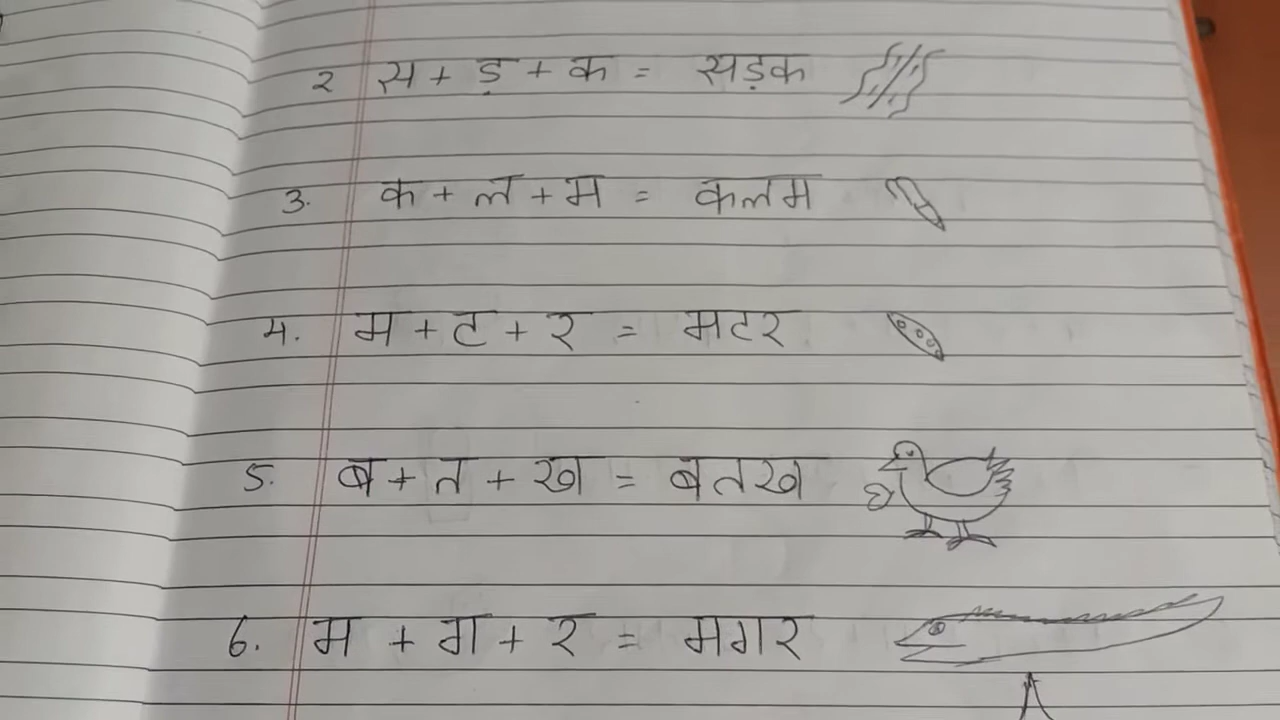 २ स + ड़ + क = सड़क
3. क + ल + म = कलम
4. म + ट + र = मटर
5. ब + त + ख = बतख
6. म + ग + र = मगर